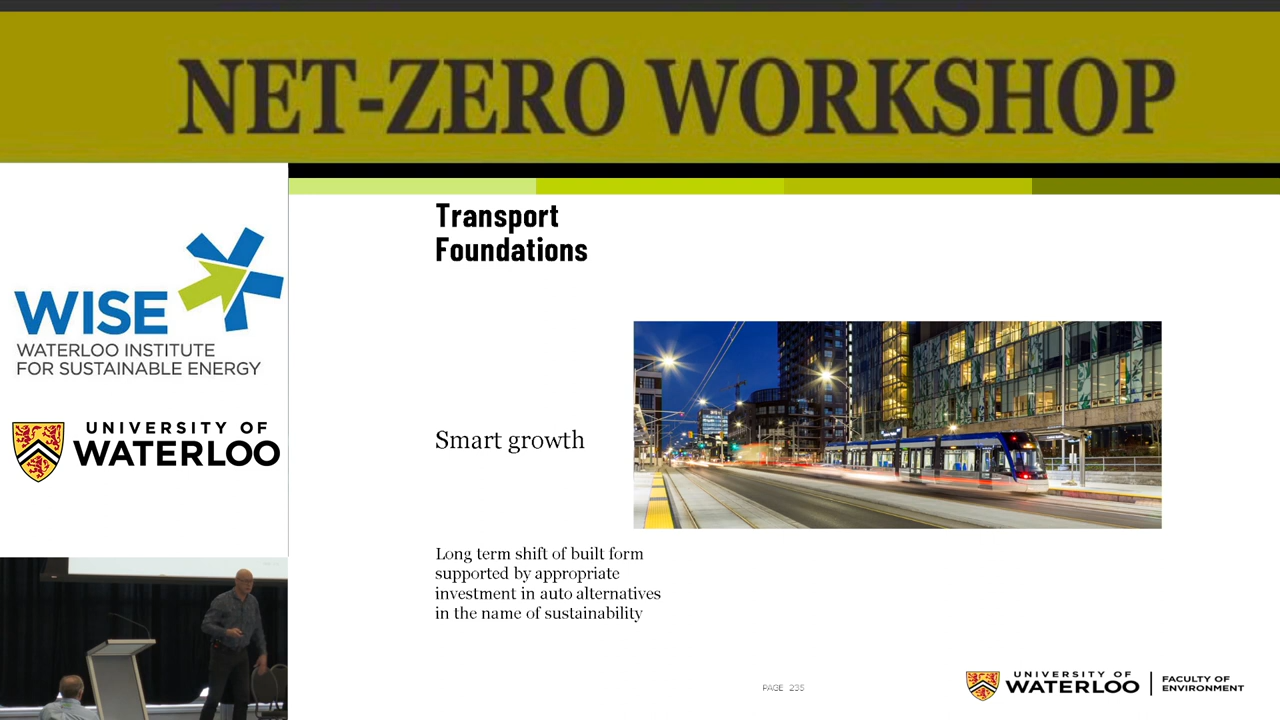 NET-ZERO WORKSHOP
WISE
WATERLOO INSTITUTE
FOR SUSTAINABLE ENERGY
UNIVERSITY OF
WATERLOO
Transport
Foundations
Smart growth
Long term shift of built form
supported by appropriate
investment in auto alternatives
in the name of sustainability
PAGE 235
UNIVERSITY OF
WATERLOO
FACULTY OF
ENVIRONMENT